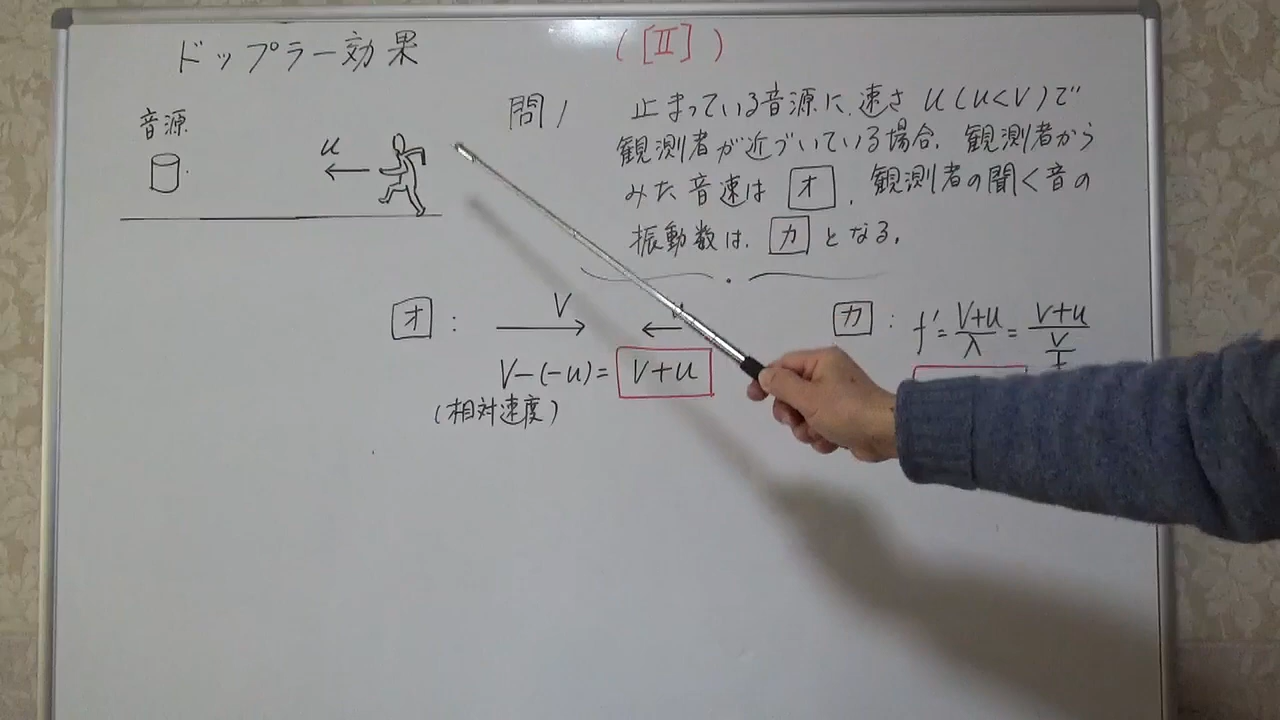 ドップラー効果
([Ⅱ])
音源
u
問1
止まっている音源に、速さ u(u<V)で
観測者が近づいている場合、観測者から
みた音速は オ 、観測者の聞く音の
振動数は、カ となる。
オ : V
V-(-u)= V+u
(相対速度)
カ : f'=V+u/λ=V+u/V/f